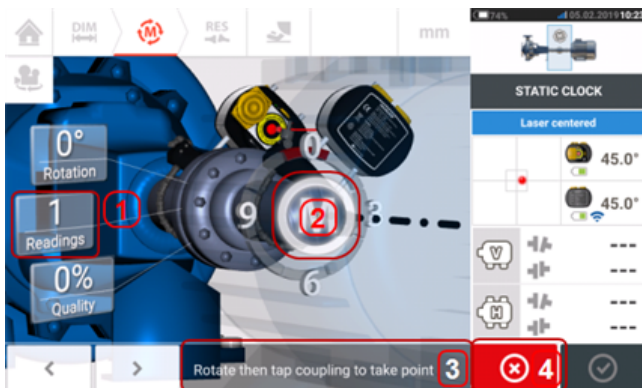 74% 05.02.2019 10:23
DIM
M
RES
mm
STATIC CLOCK
Laser centered
0°
Rotation
45.0°
1
Readings
1
9
2
3
6
45.0°
0%
Quality
V
---
---
H
---
---
Rotate then tap coupling to take point
3
4